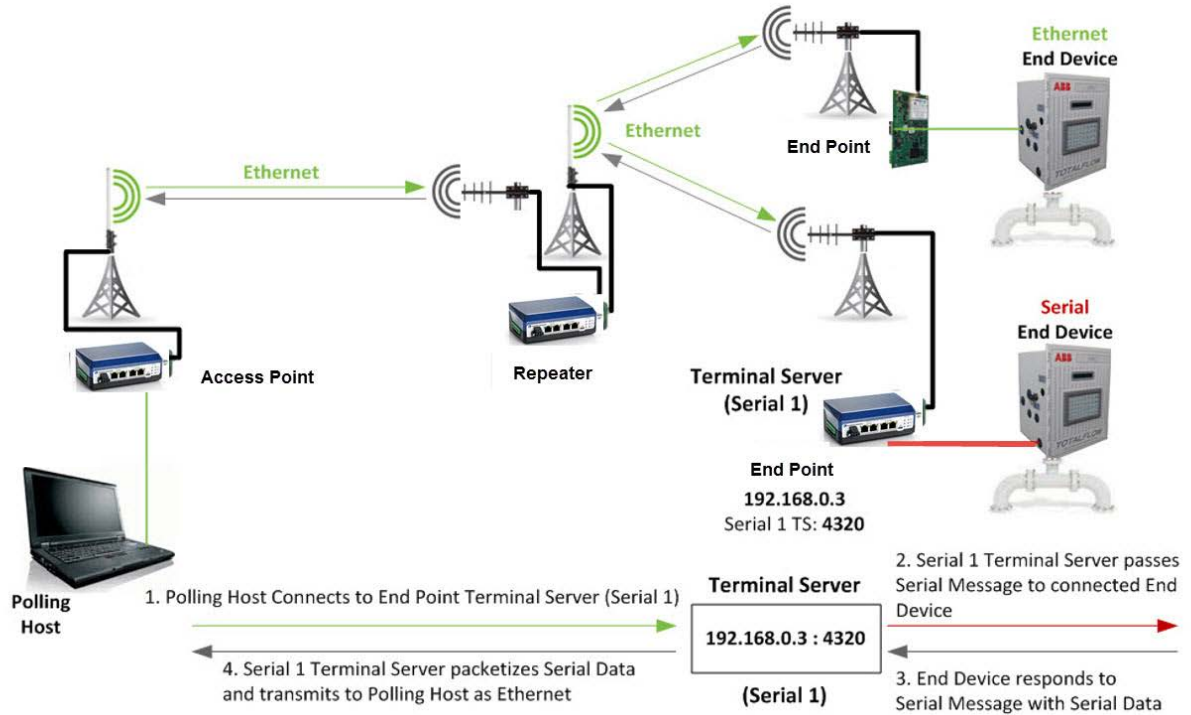 Ethernet
End Device
ABB
TOTALFLOW
End Point
Ethernet
Ethernet
Access Point
Repeater
Serial
End Device
ABB
TOTALFLOW
Terminal Server
(Serial 1)
End Point
192.168.0.3
Serial 1 TS: 4320
Polling
Host
1. Polling Host Connects to End Point Terminal Server (Serial 1)
4. Serial 1 Terminal Server packetizes Serial Data
and transmits to Polling Host as Ethernet
Terminal Server
192.168.0.3 : 4320
(Serial 1)
2. Serial 1 Terminal Server passes
Serial Message to connected End
Device
3. End Device responds to
Serial Message with Serial Data